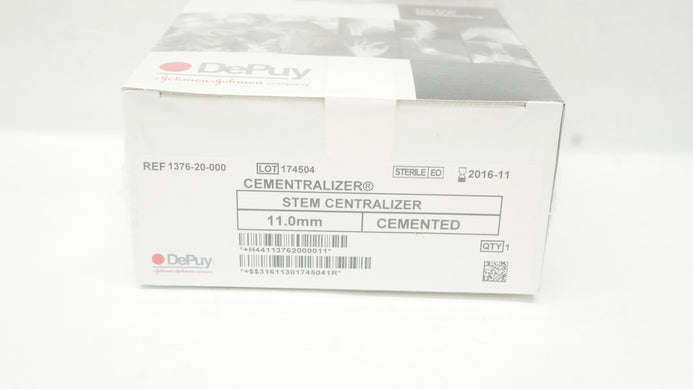 DePuy
a Johnson & Johnson company
REF 1376-20-000 LOT 174504 STERILE EO 2016-11
CEMENTRALIZER®
STEM CENTRALIZER
11.0mm CEMENTED
QTY 1
*+H44113762000011*
*+$$31611301745041R*
DePuy
a Johnson & Johnson company